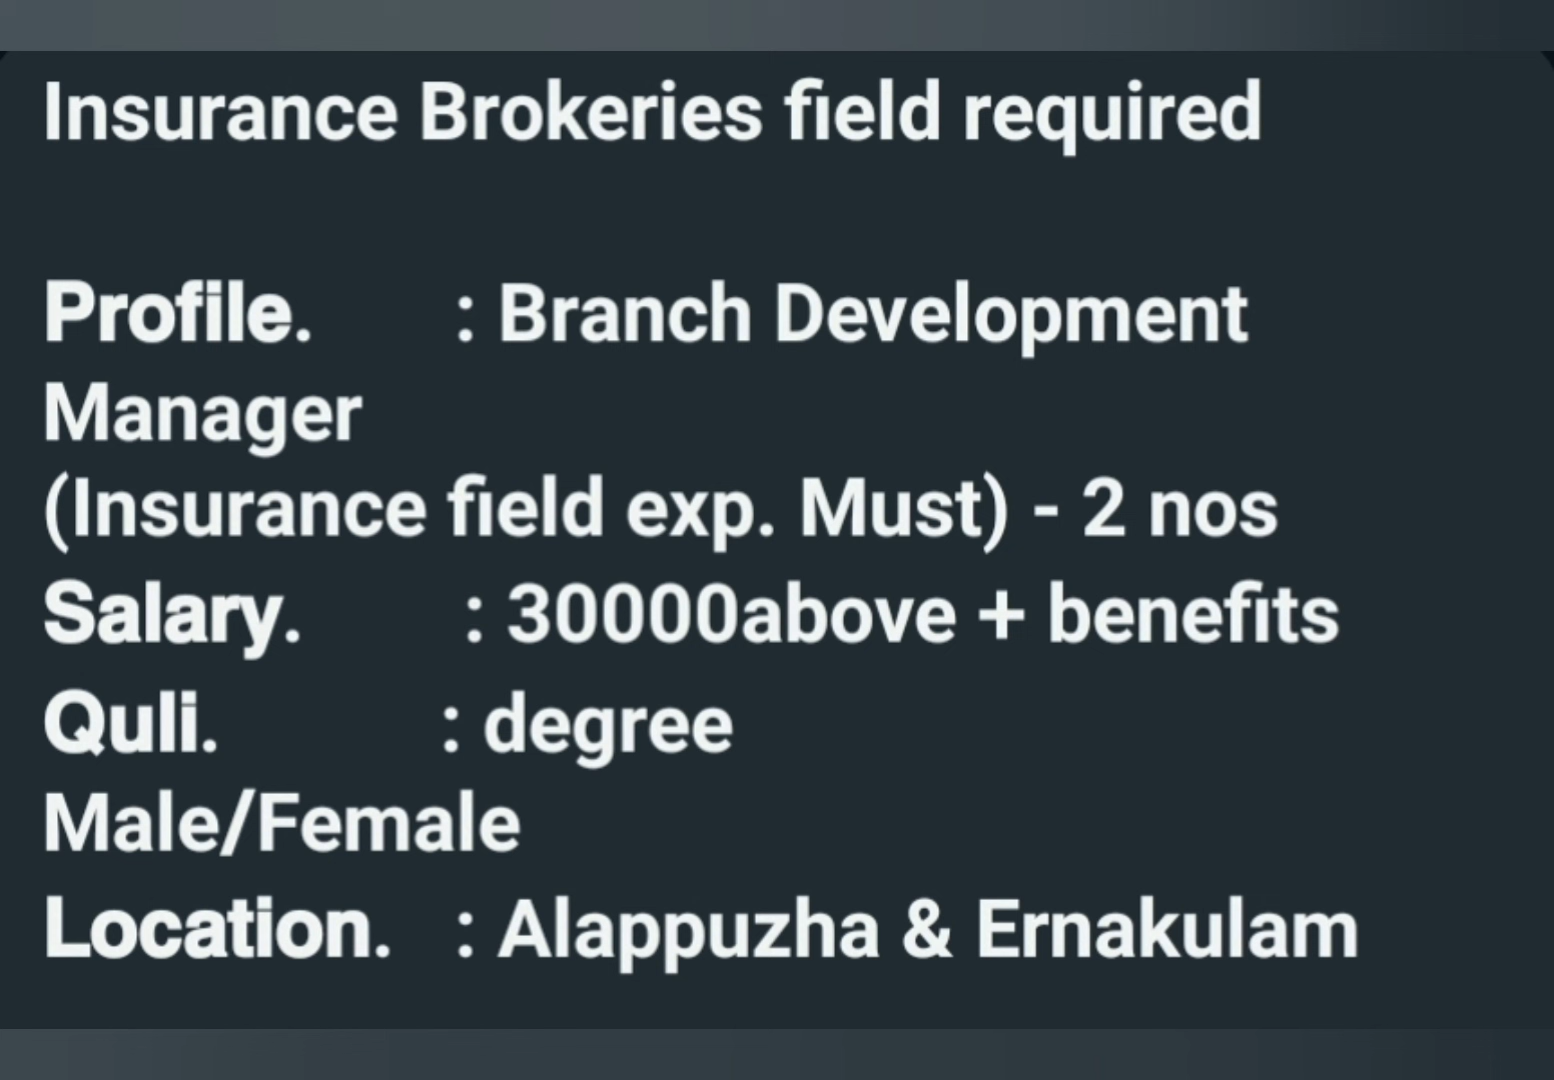 Insurance Brokeries field required
Profile. : Branch Development
Manager
(Insurance field exp. Must) - 2 nos
Salary. : 30000above + benefits
Quli. : degree
Male/Female
Location. : Alappuzha & Ernakulam